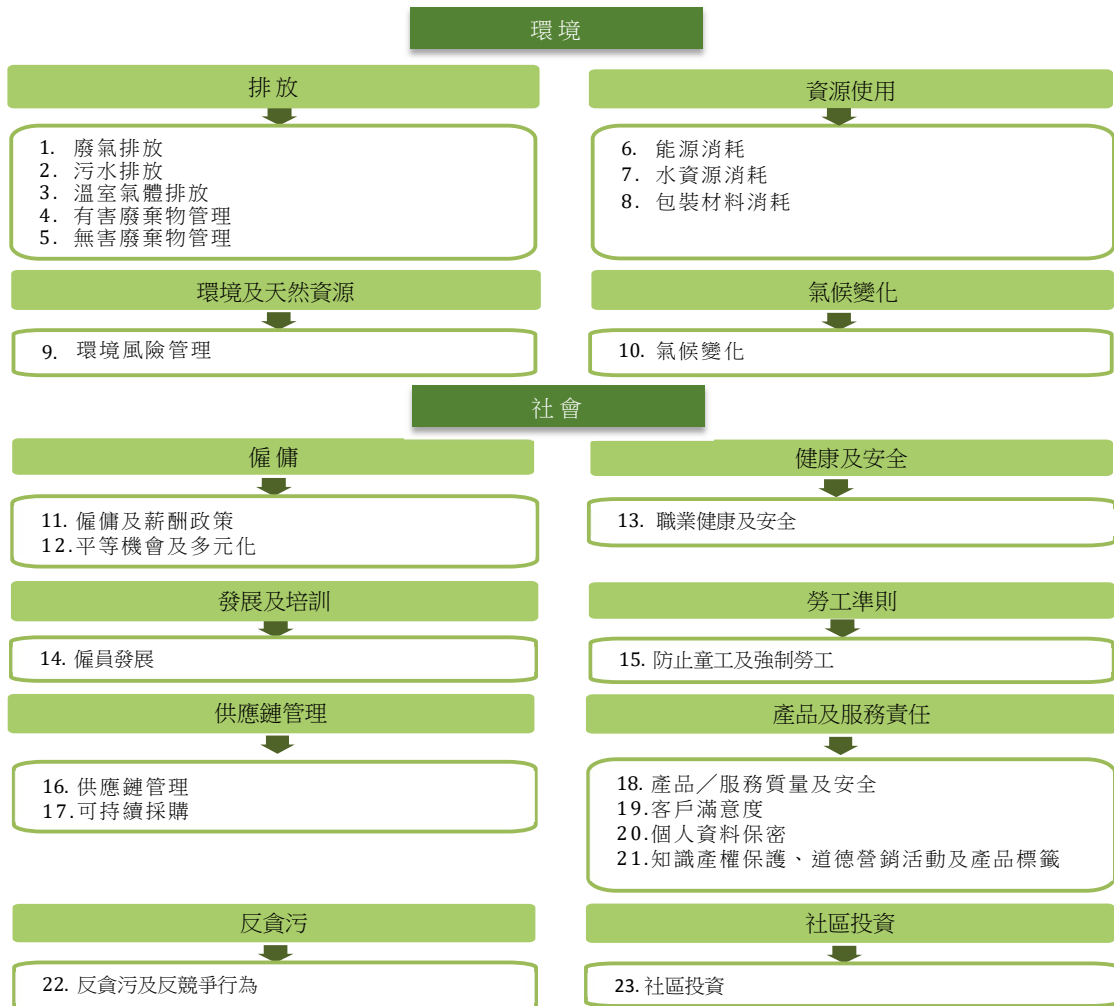 環境
排放
1. 廢氣排放
2. 污水排放
3. 溫室氣體排放
4. 有害廢棄物管理
5. 無害廢棄物管理
資源使用
6. 能源消耗
7. 水資源消耗
8. 包裝材料消耗
環境及天然資源
9. 環境風險管理
氣候變化
10. 氣候變化
社會
僱傭
11. 僱傭及薪酬政策
12.平等機會及多元化
健康及安全
13. 職業健康及安全
發展及培訓
14. 僱員發展
勞工準則
15. 防止童工及強制勞工
供應鏈管理
16. 供應鏈管理
17.可持續採購
產品及服務責任
18. 產品／服務質量及安全
19.客戶滿意度
20.個人資料保密
21.知識產權保護、道德營銷活動及產品標籤
反貪污
22. 反貪污及反競爭行為
社區投資
23. 社區投資